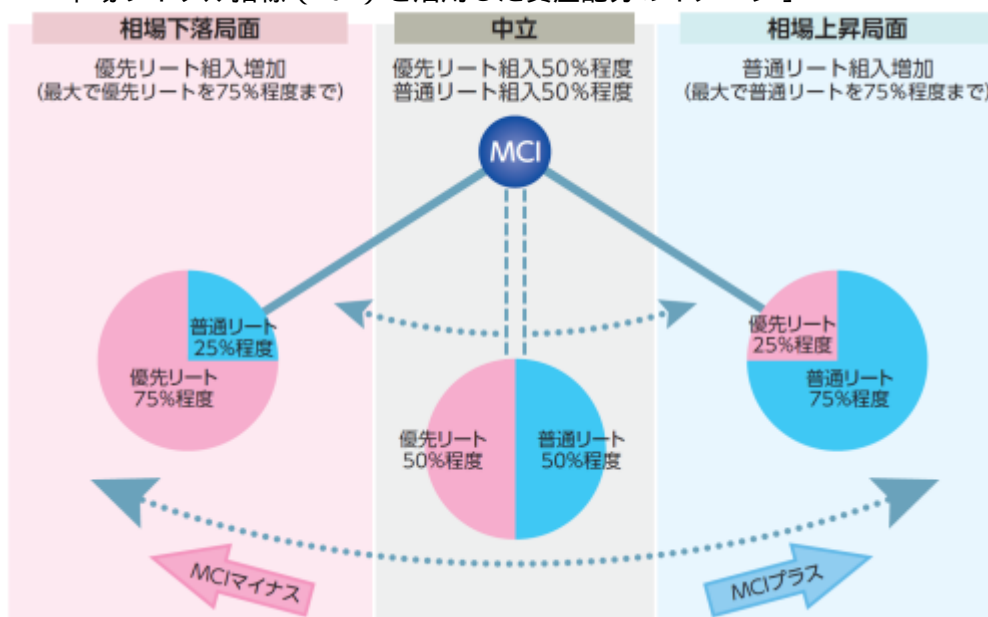 相場下落局面
優先リート組入増加
(最大で優先リートを75%程度まで)
中立
優先リート組入50%程度
普通リート組入50%程度
相場上昇局面
普通リート組入増加
(最大で普通リートを75%程度まで)
MCI
普通リート
25%程度
優先リート
75%程度
優先リート
50%程度
普通リート
50%程度
優先リート
25%程度
普通リート
75%程度
MCIマイナス
MCIプラス